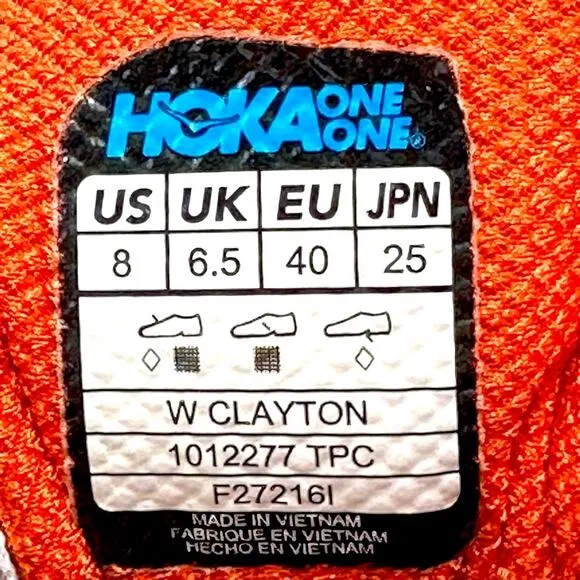 HOKA ONE ONE®
US UK EU JPN
8 6.5 40 25
W CLAYTON
1012277 TPC
F27216I
MADE IN VIETNAM
FABRIQUE EN VIETNAM
HECHO EN VIETNAM